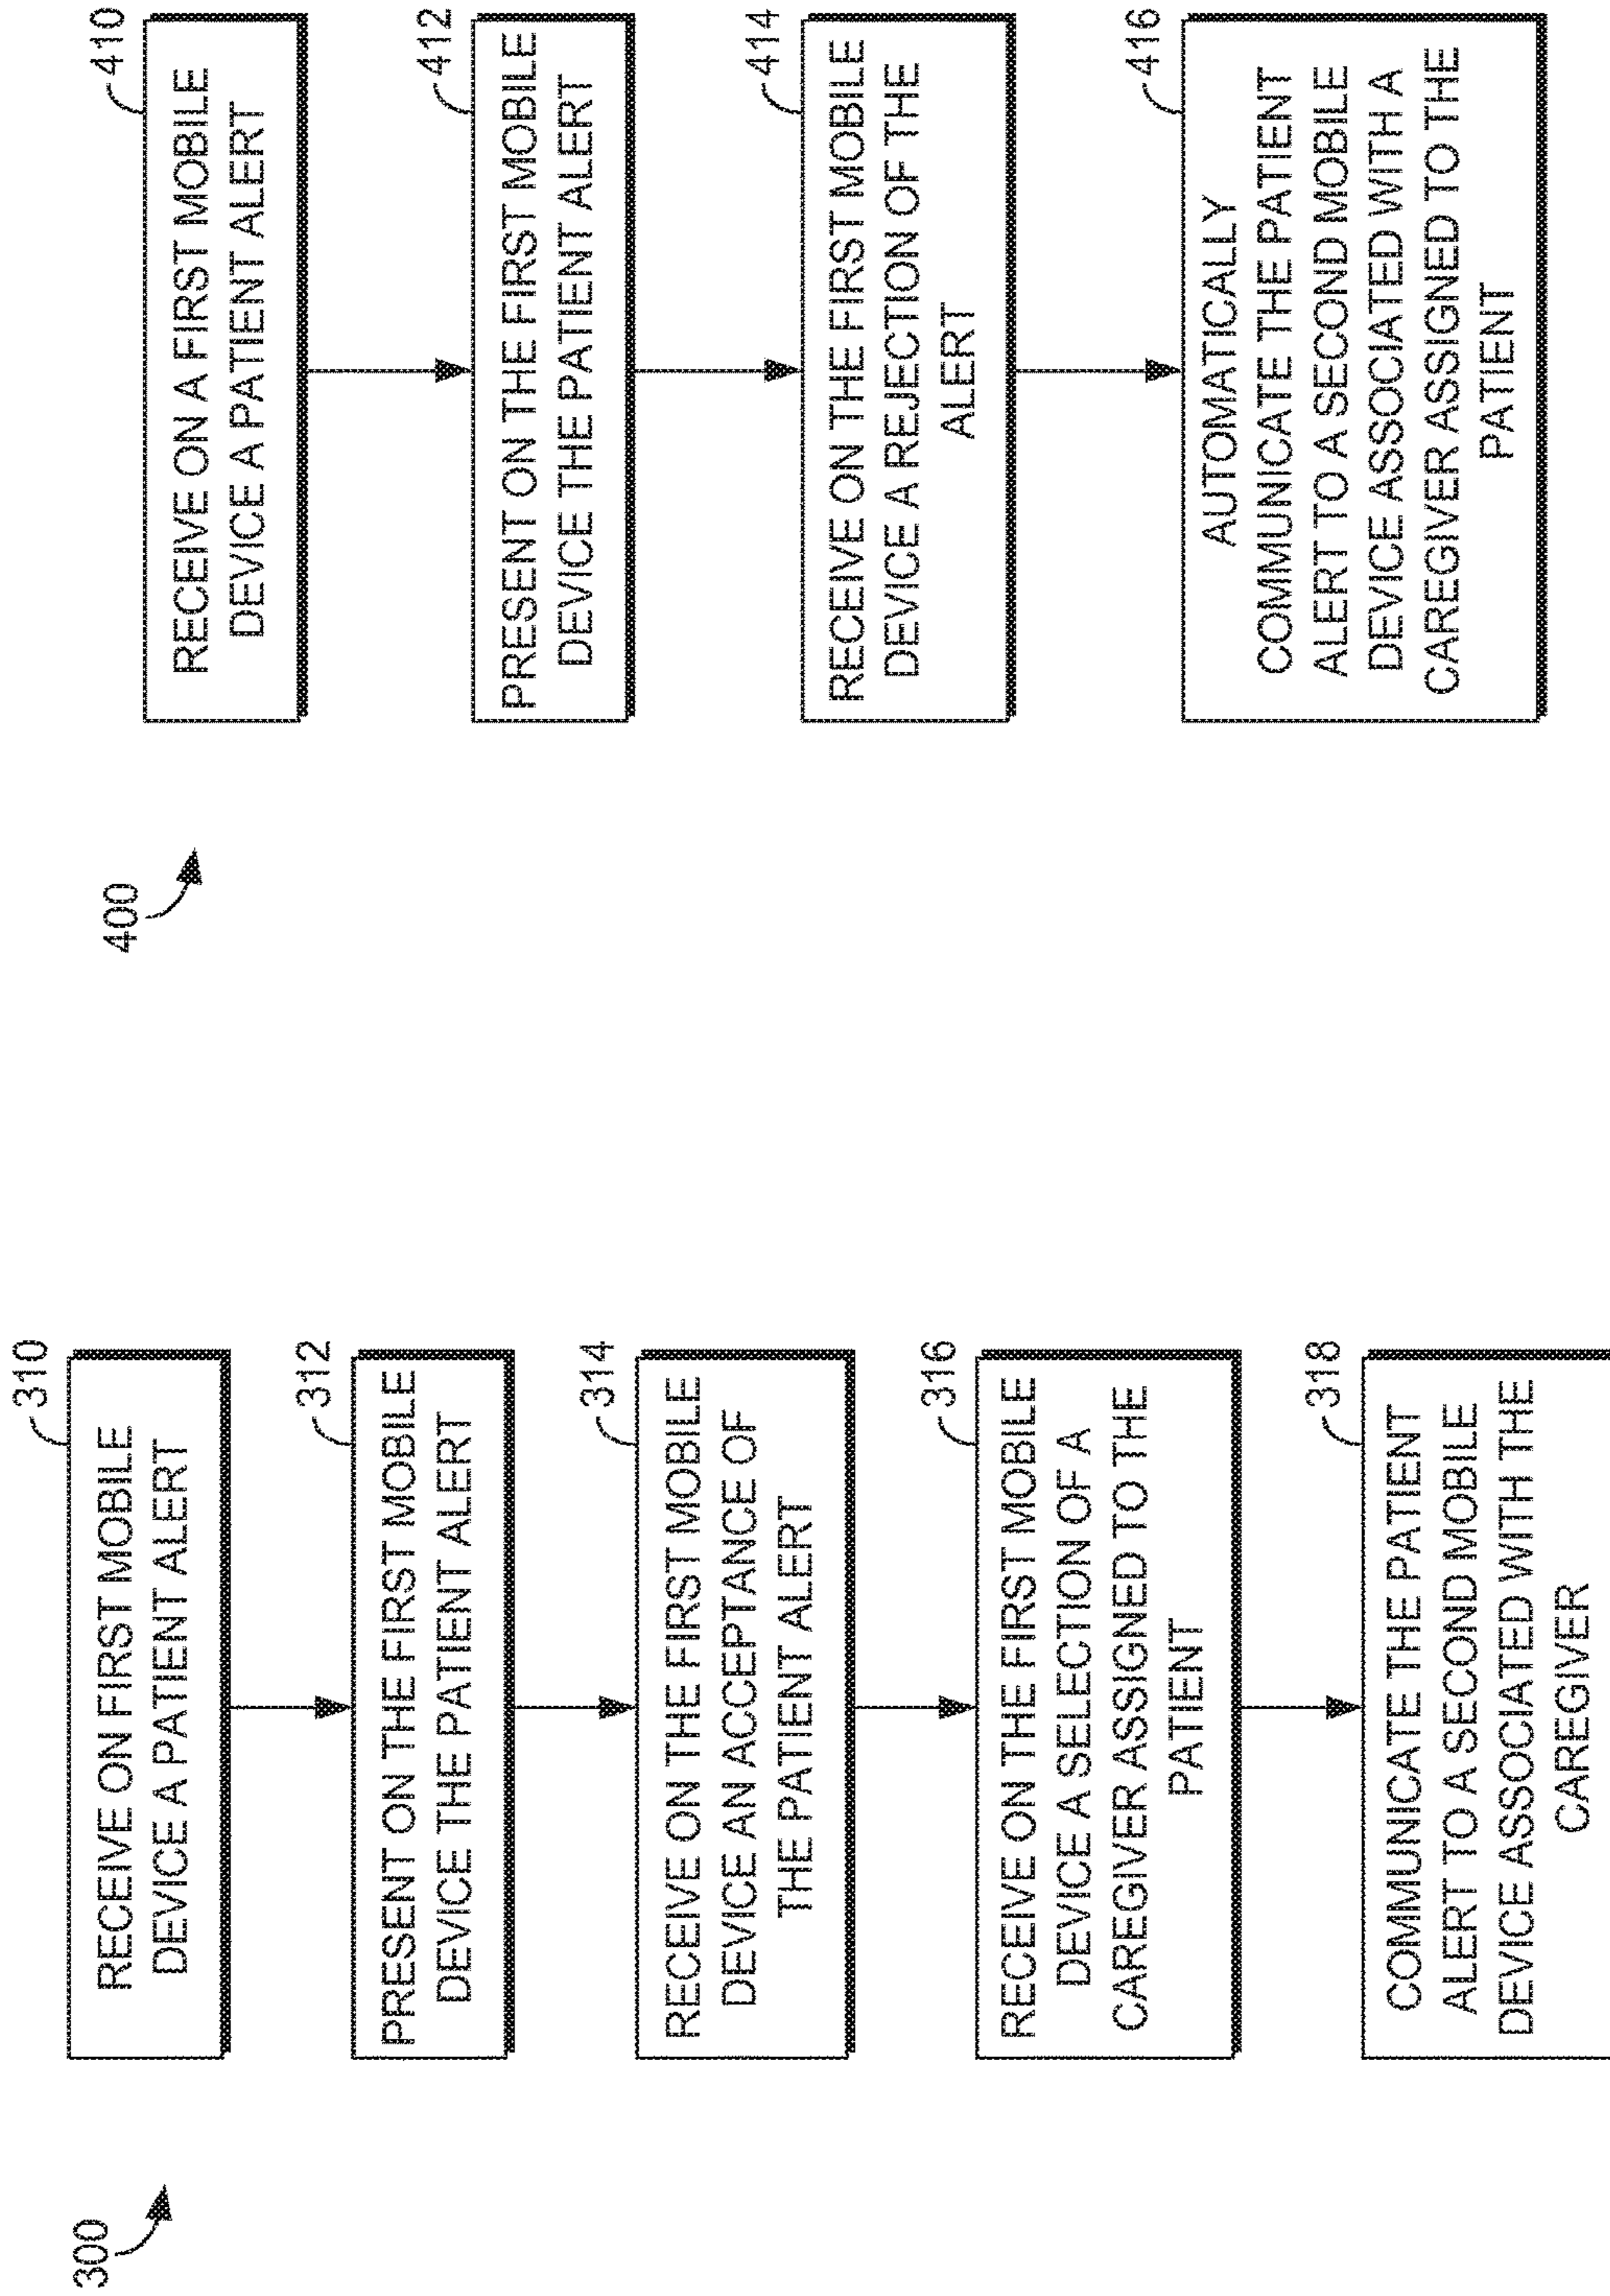 300
310
RECEIVE ON FIRST MOBILE
DEVICE A PATIENT ALERT
312
PRESENT ON THE FIRST MOBILE
DEVICE THE PATIENT ALERT
314
RECEIVE ON THE FIRST MOBILE
DEVICE AN ACCEPTANCE OF
THE PATIENT ALERT
316
RECEIVE ON THE FIRST MOBILE
DEVICE A SELECTION OF A
CAREGIVER ASSIGNED TO THE
PATIENT
318
COMMUNICATE THE PATIENT
ALERT TO A SECOND MOBILE
DEVICE ASSOCIATED WITH THE
CAREGIVER
400
410
RECEIVE ON A FIRST MOBILE
DEVICE A PATIENT ALERT
412
PRESENT ON THE FIRST MOBILE
DEVICE THE PATIENT ALERT
414
RECEIVE ON THE FIRST MOBILE
DEVICE A REJECTION OF THE
ALERT
416
AUTOMATICALLY
COMMUNICATE THE PATIENT
ALERT TO A SECOND MOBILE
DEVICE ASSOCIATED WITH A
CAREGIVER ASSIGNED TO THE
PATIENT